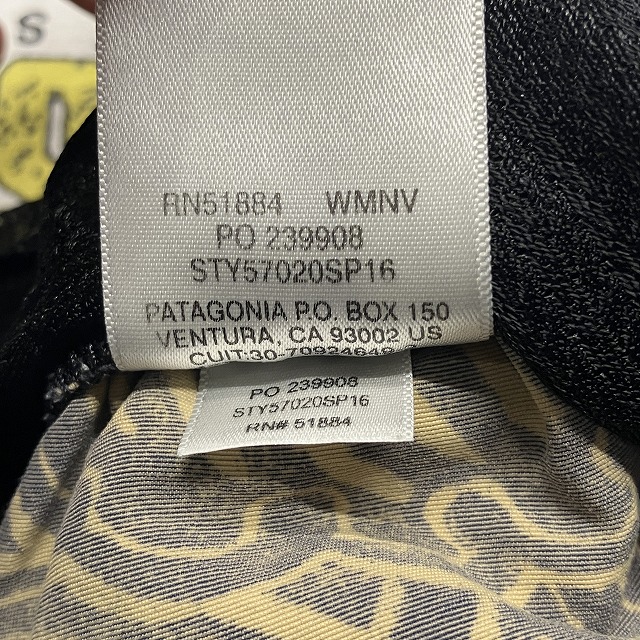 S
RN51884 WMNV
PO 239908
STY57020SP16
PATAGONIA P.O. BOX 150
VENTURA, CA 93002 US
PO 239908
STY57020SP16
RN# 51884